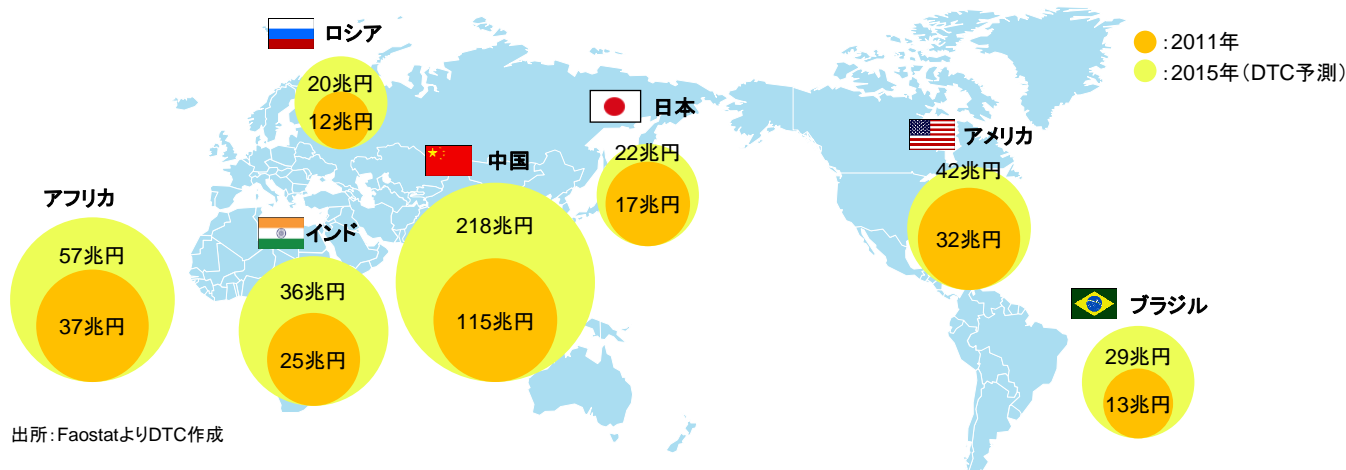 ロシア
20兆円
12兆円
:2011年
:2015年(DTC予測)
日本
22兆円
17兆円
アメリカ
42兆円
32兆円
中国
218兆円
115兆円
アフリカ
57兆円
37兆円
インド
36兆円
25兆円
ブラジル
29兆円
13兆円
出所:FaostatよりDTC作成